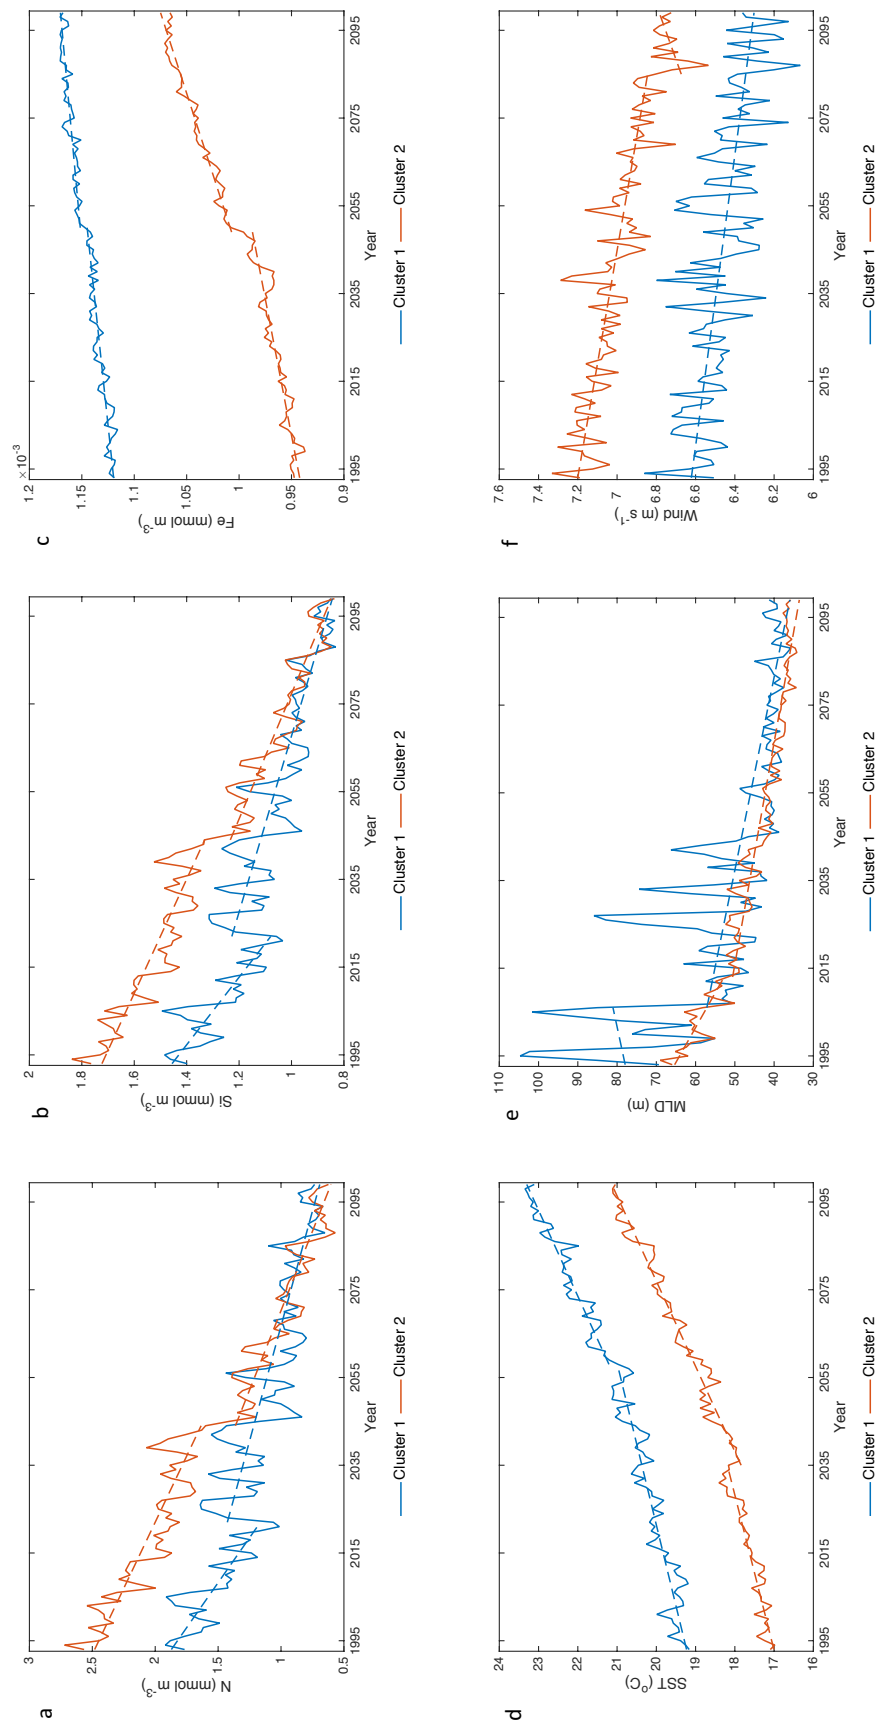 a
3
2.5
2
1.5
1
0.5
N (mmol m-3)
1995 2015 2035 2055 2075 2095
Year
Cluster 1 Cluster 2
b
2
1.8
1.6
1.4
1.2
1
0.8
Si (mmol m-3)
1995 2015 2035 2055 2075 2095
Year
Cluster 1 Cluster 2
c
×10-3
1.2
1.15
1.1
1.05
1
0.95
0.9
Fe (mmol m-3)
1995 2015 2035 2055 2075 2095
Year
Cluster 1 Cluster 2
d
24
23
22
21
20
19
18
17
16
SST (oC)
1995 2015 2035 2055 2075 2095
Year
Cluster 1 Cluster 2
e
110
100
90
80
70
60
50
40
30
MLD (m)
1995 2015 2035 2055 2075 2095
Year
Cluster 1 Cluster 2
f
7.6
7.4
7.2
7
6.8
6.6
6.4
6.2
6
Wind (m s-1)
1995 2015 2035 2055 2075 2095
Year
Cluster 1 Cluster 2